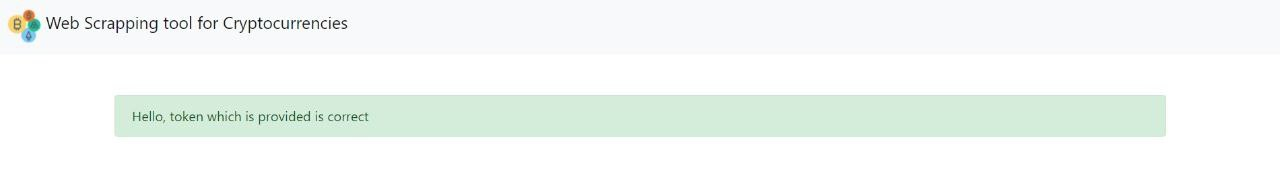 Web Scrapping tool for Cryptocurrencies
Hello, token which is provided is correct